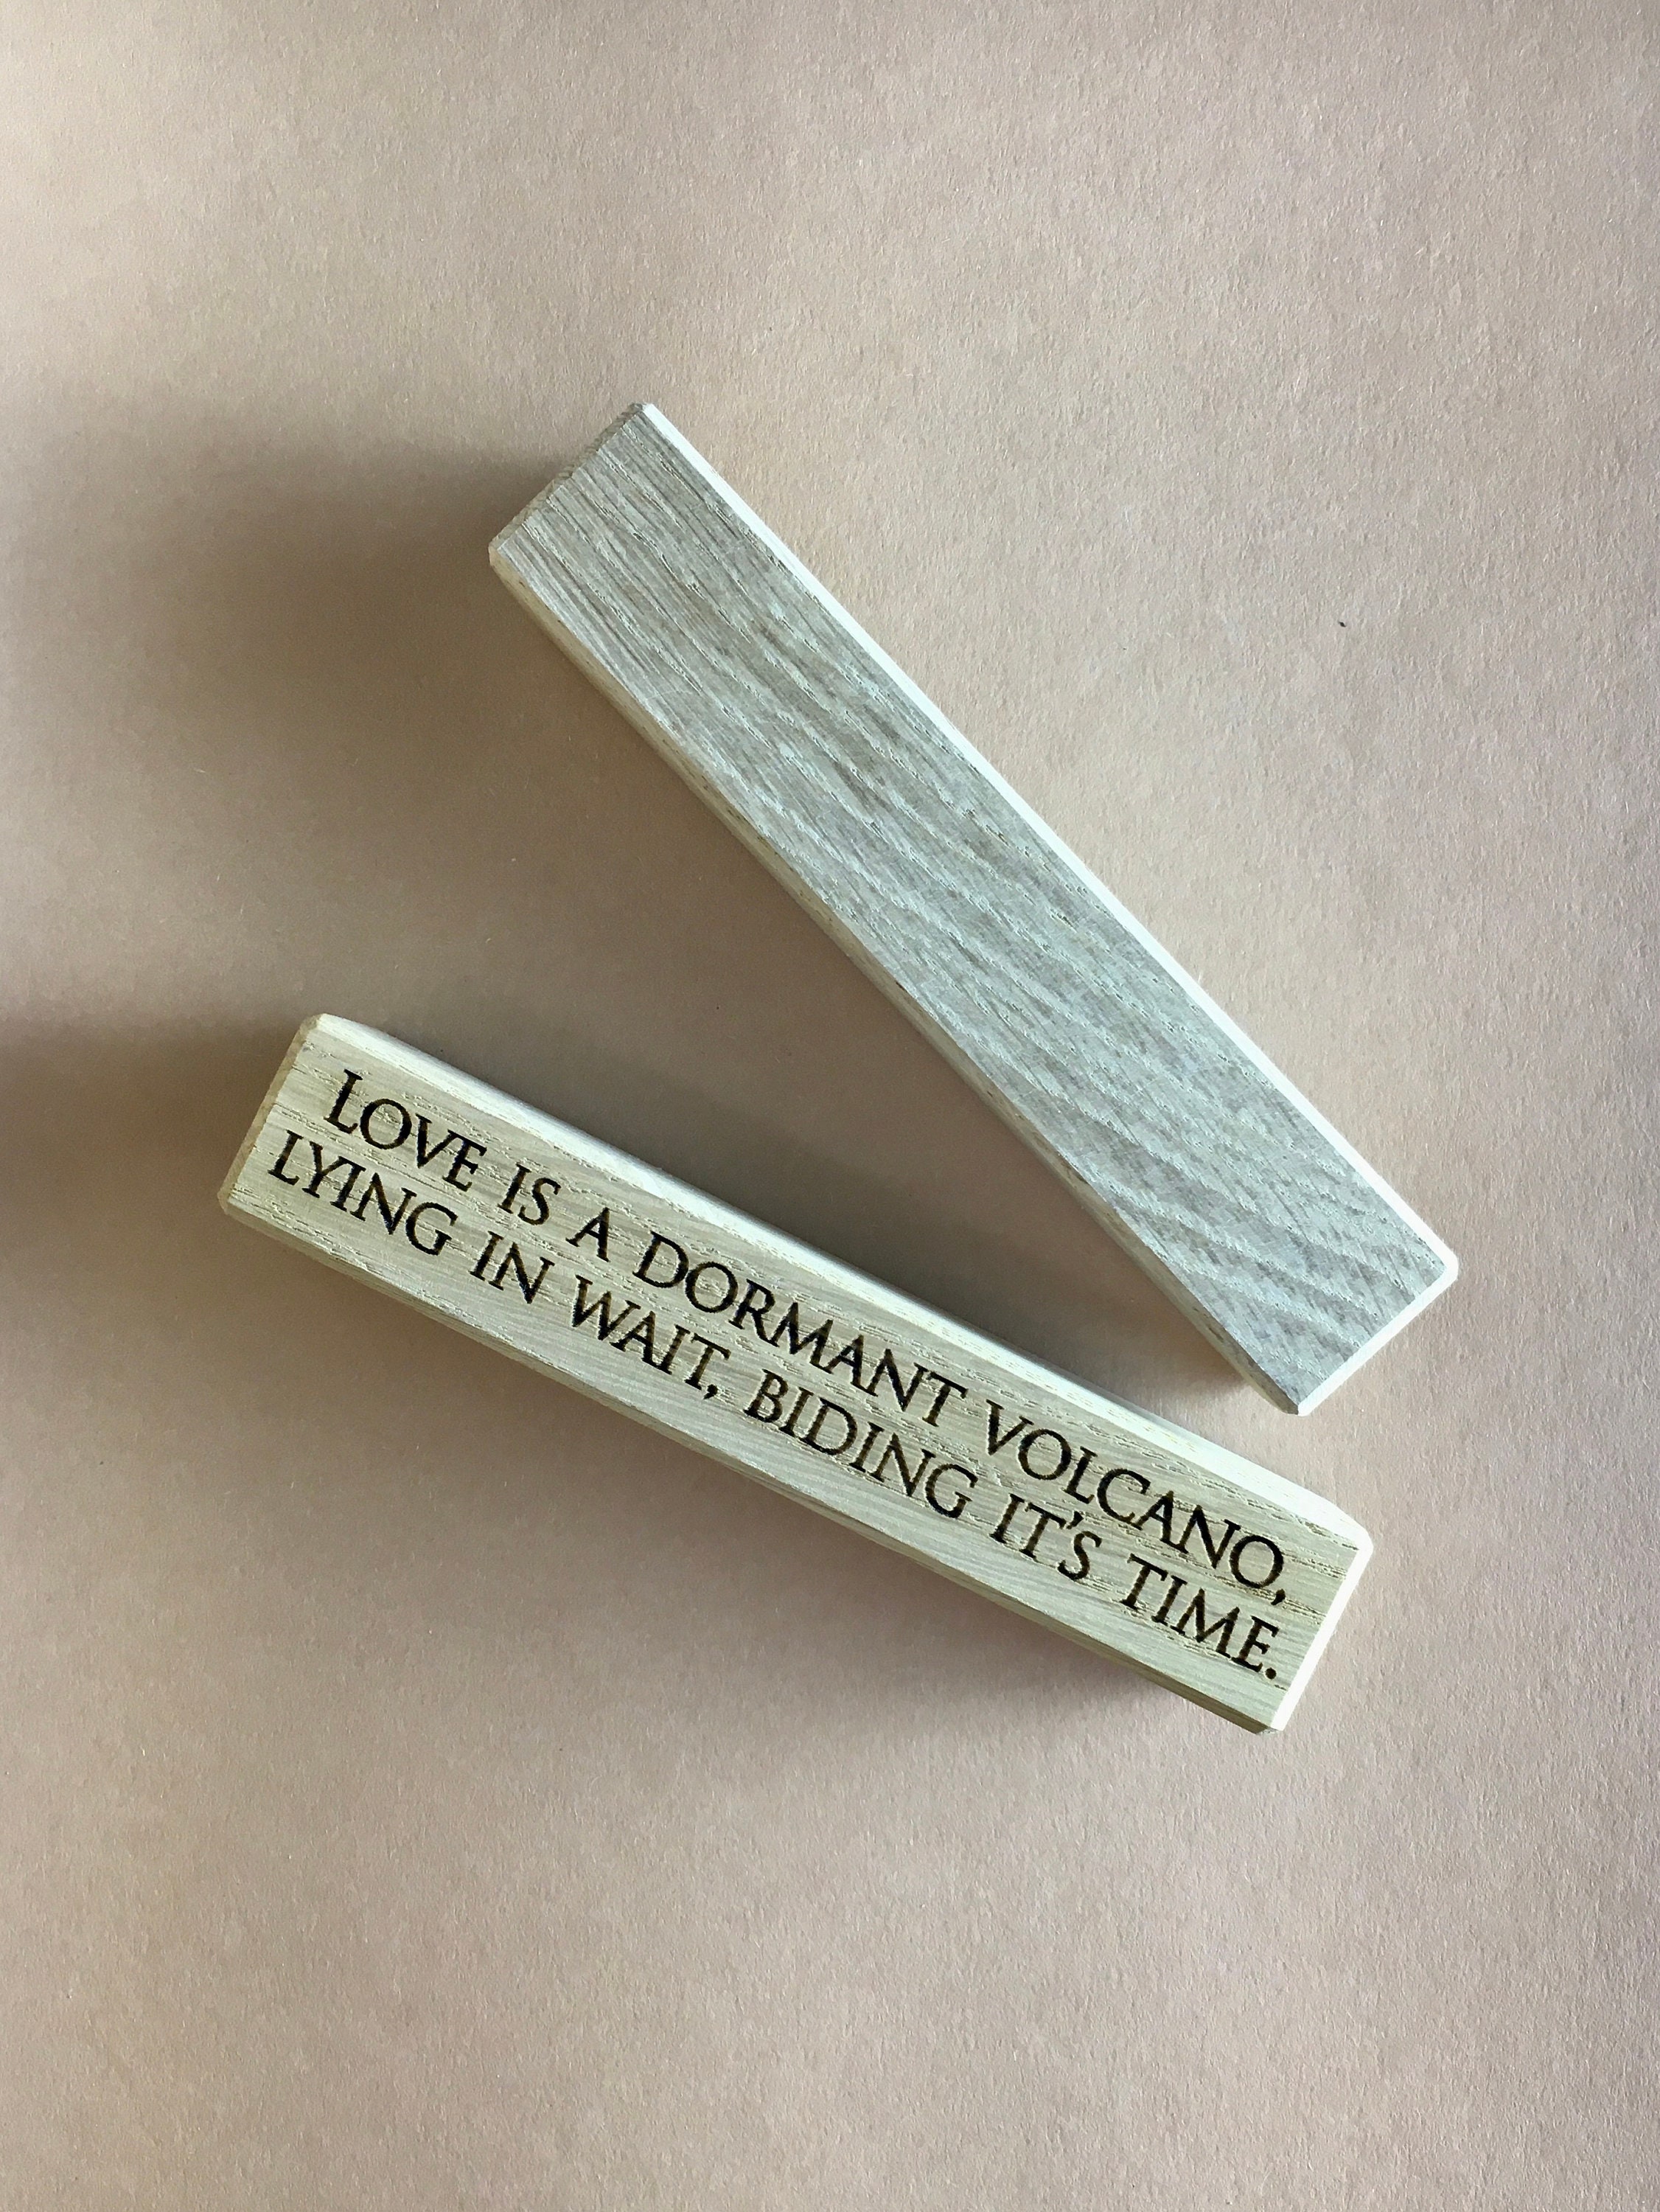 LOVE IS A DORMANT VOLCANO,
LYING IN WAIT, BIDING IT'S TIME.